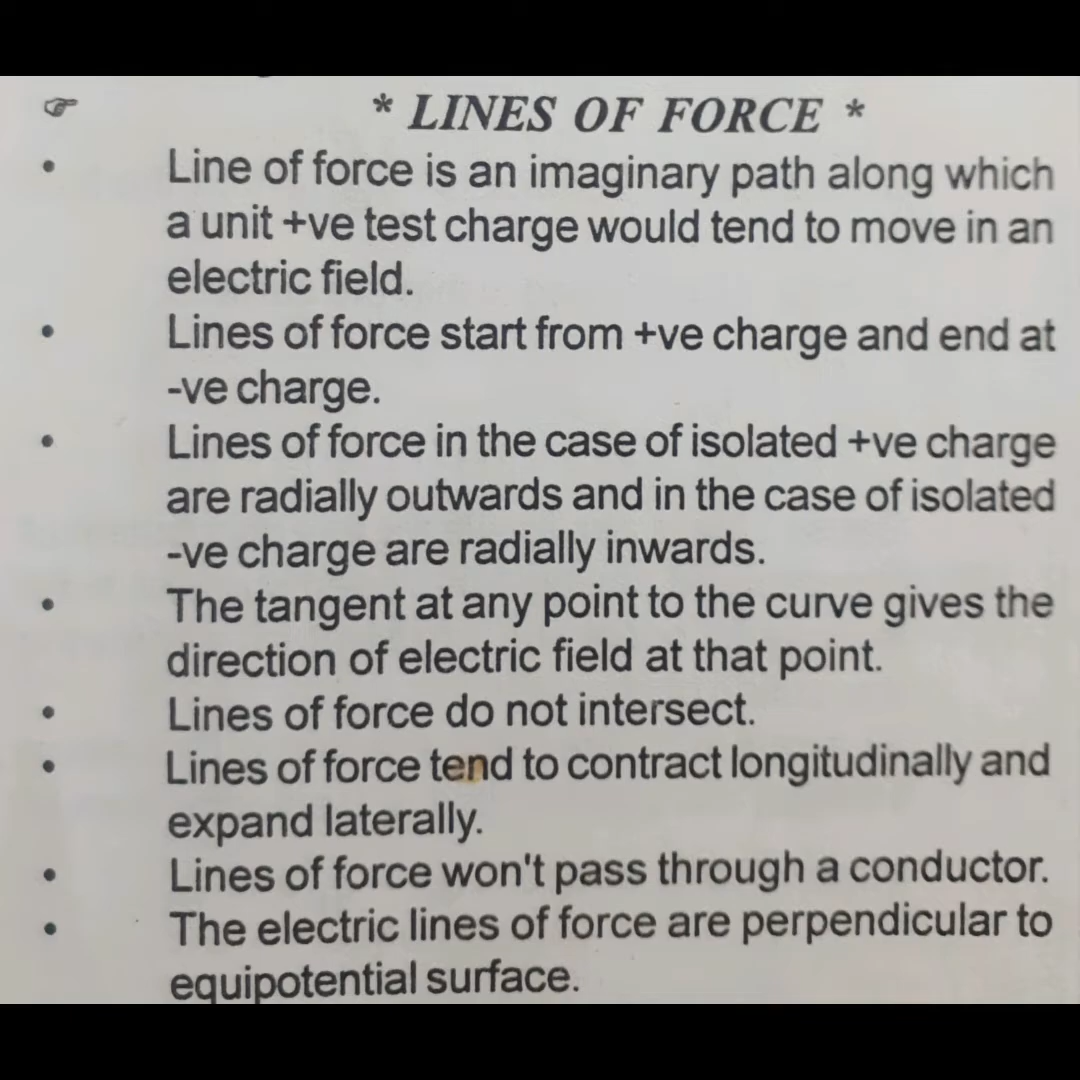 * LINES OF FORCE *
• Line of force is an imaginary path along which
a unit +ve test charge would tend to move in an
electric field.
• Lines of force start from +ve charge and end at
-ve charge.
• Lines of force in the case of isolated +ve charge
are radially outwards and in the case of isolated
-ve charge are radially inwards.
• The tangent at any point to the curve gives the
direction of electric field at that point.
• Lines of force do not intersect.
• Lines of force tend to contract longitudinally and
expand laterally.
• Lines of force won't pass through a conductor.
• The electric lines of force are perpendicular to
equipotential surface.